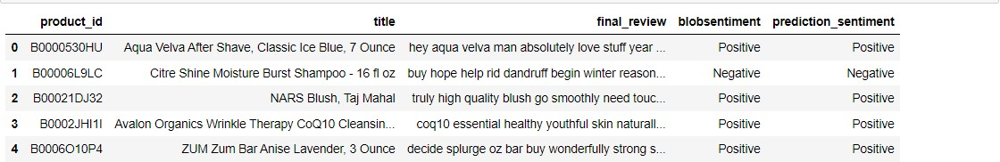 product_id title final_review blobsentiment prediction_sentiment
0 B0000530HU Aqua Velva After Shave, Classic Ice Blue, 7 Ounce hey aqua velva man absolutely love stuff year ... Positive Positive
1 B00006L9LC Citre Shine Moisture Burst Shampoo - 16 fl oz buy hope help rid dandruff begin winter reason... Negative Negative
2 B00021DJ32 NARS Blush, Taj Mahal truly high quality blush go smoothly need touc... Positive Positive
3 B0002JHI1I Avalon Organics Wrinkle Therapy CoQ10 Cleansin... coq10 essential healthy youthful skin naturall... Positive Positive
4 B0006O10P4 ZUM Zum Bar Anise Lavender, 3 Ounce decide splurge oz bar buy wonderfully strong s... Positive Positive